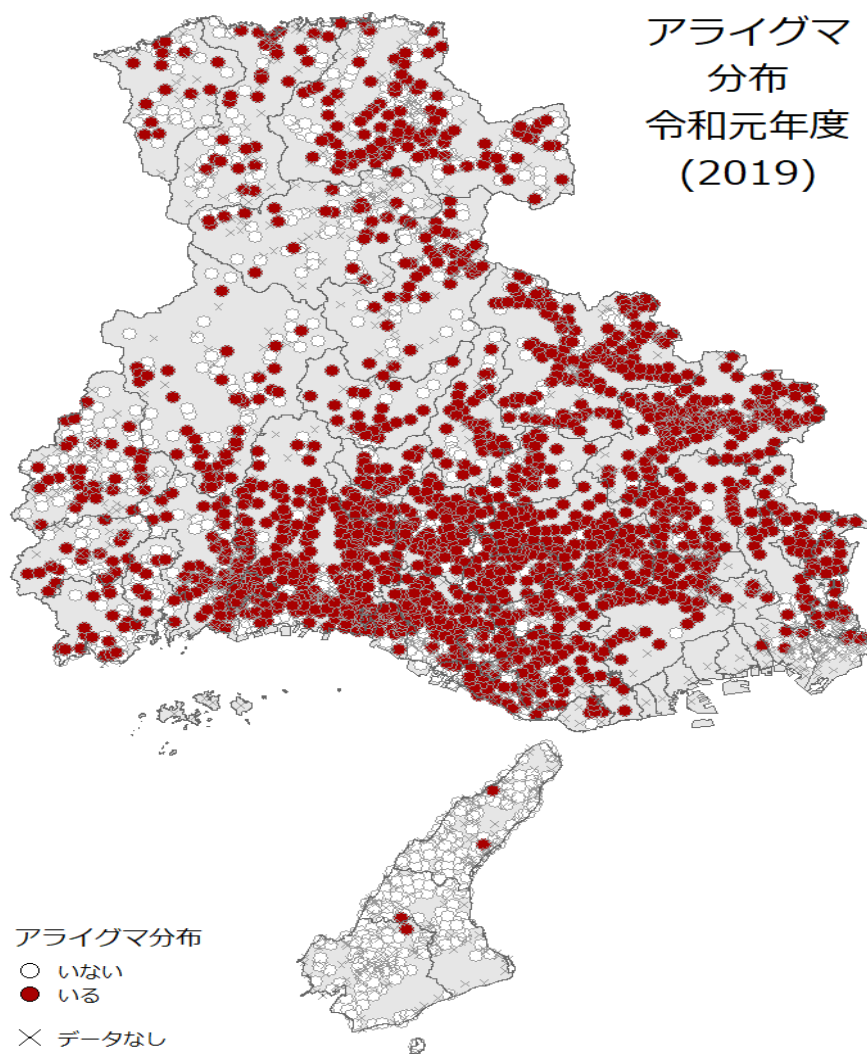 アライグマ
分布
令和元年度
(2019)
アライグマ分布
いない
いる
データなし